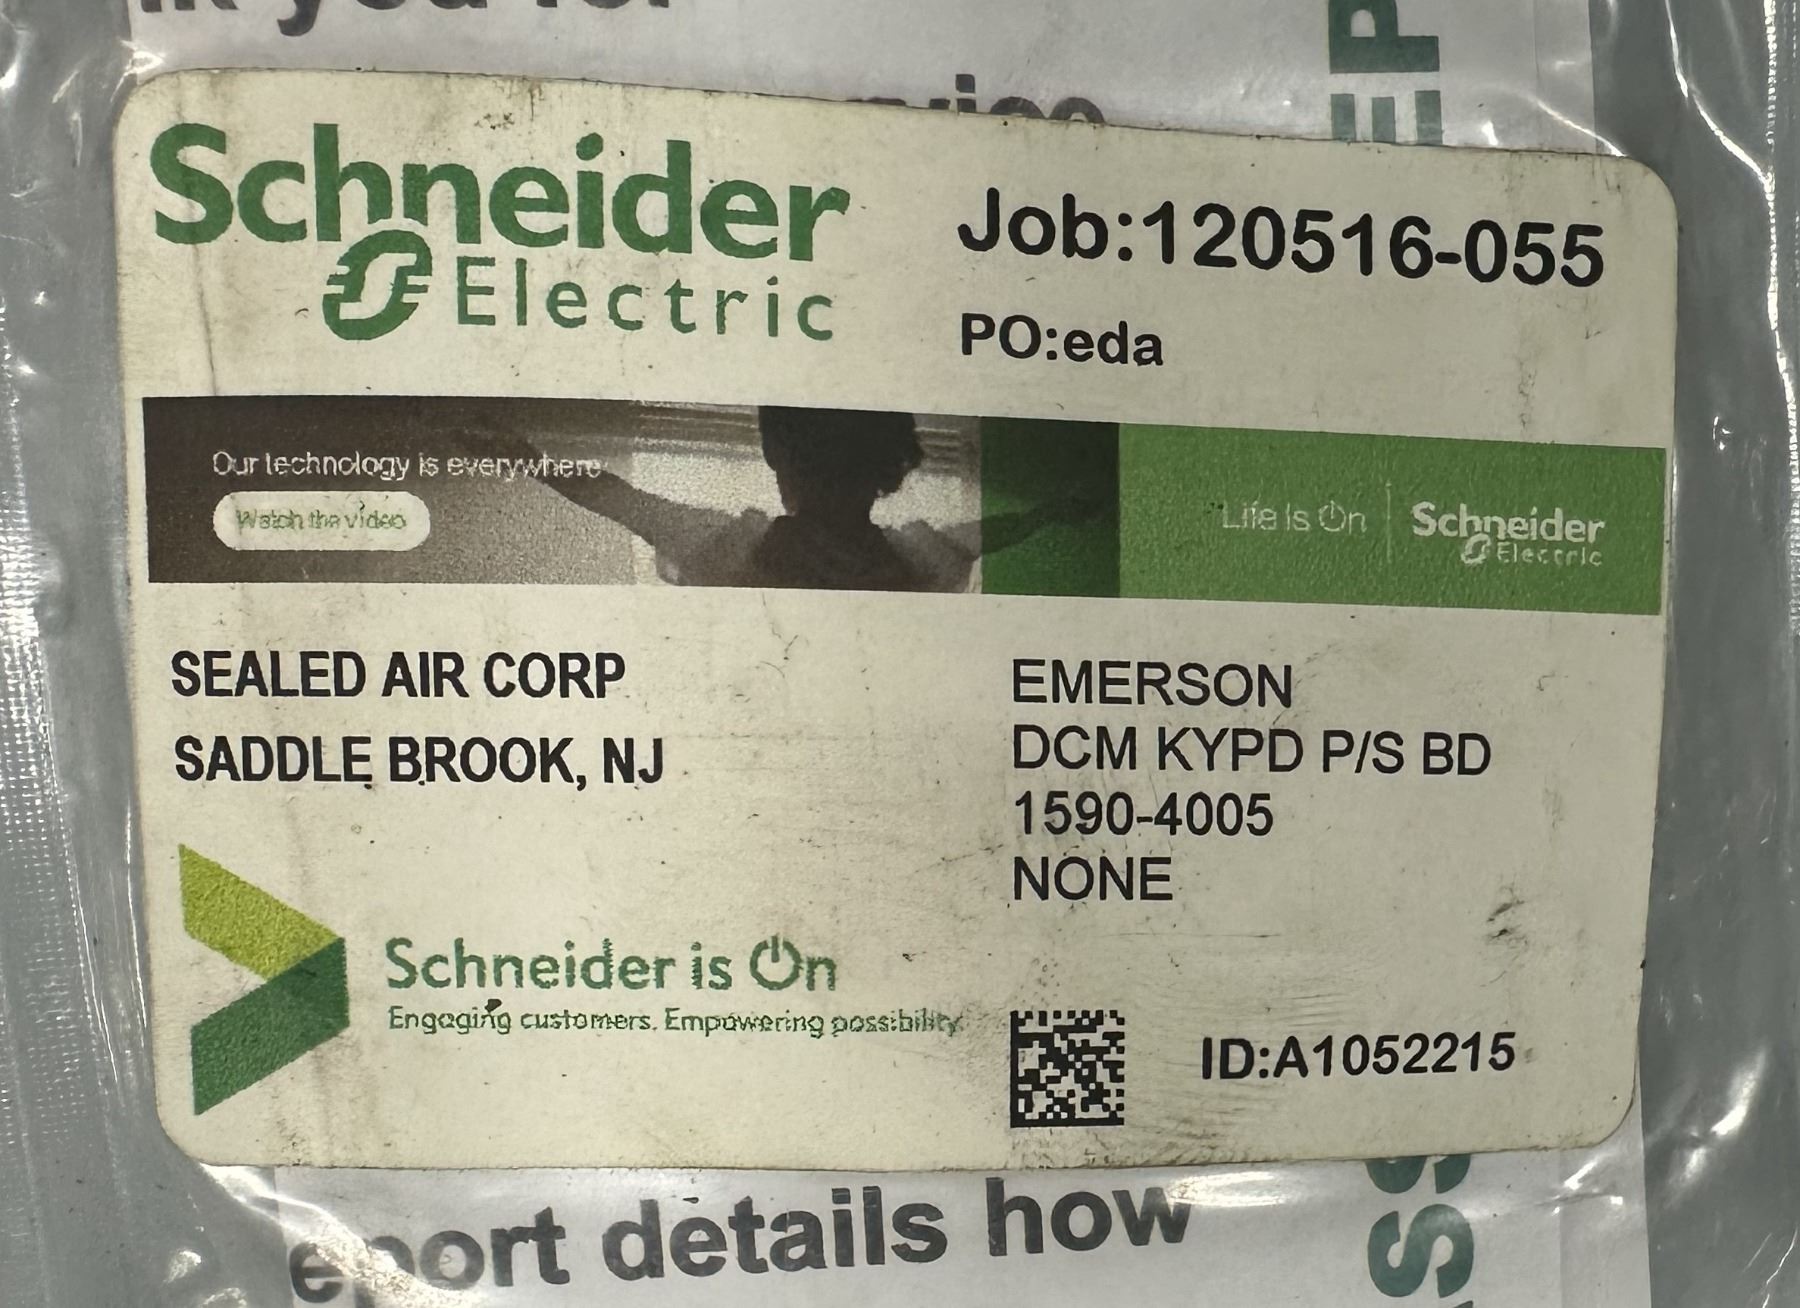 Schneider
Electric
Job:120516-055
PO:eda
Our technology is everywhere
Watch the video
Life Is On
Schneider
Electric
SEALED AIR CORP
SADDLE BROOK, NJ
EMERSON
DCM KYPD P/S BD
1590-4005
NONE
Schneider is On
Engaging customers. Empowering possibility.
ID:A1052215
details how